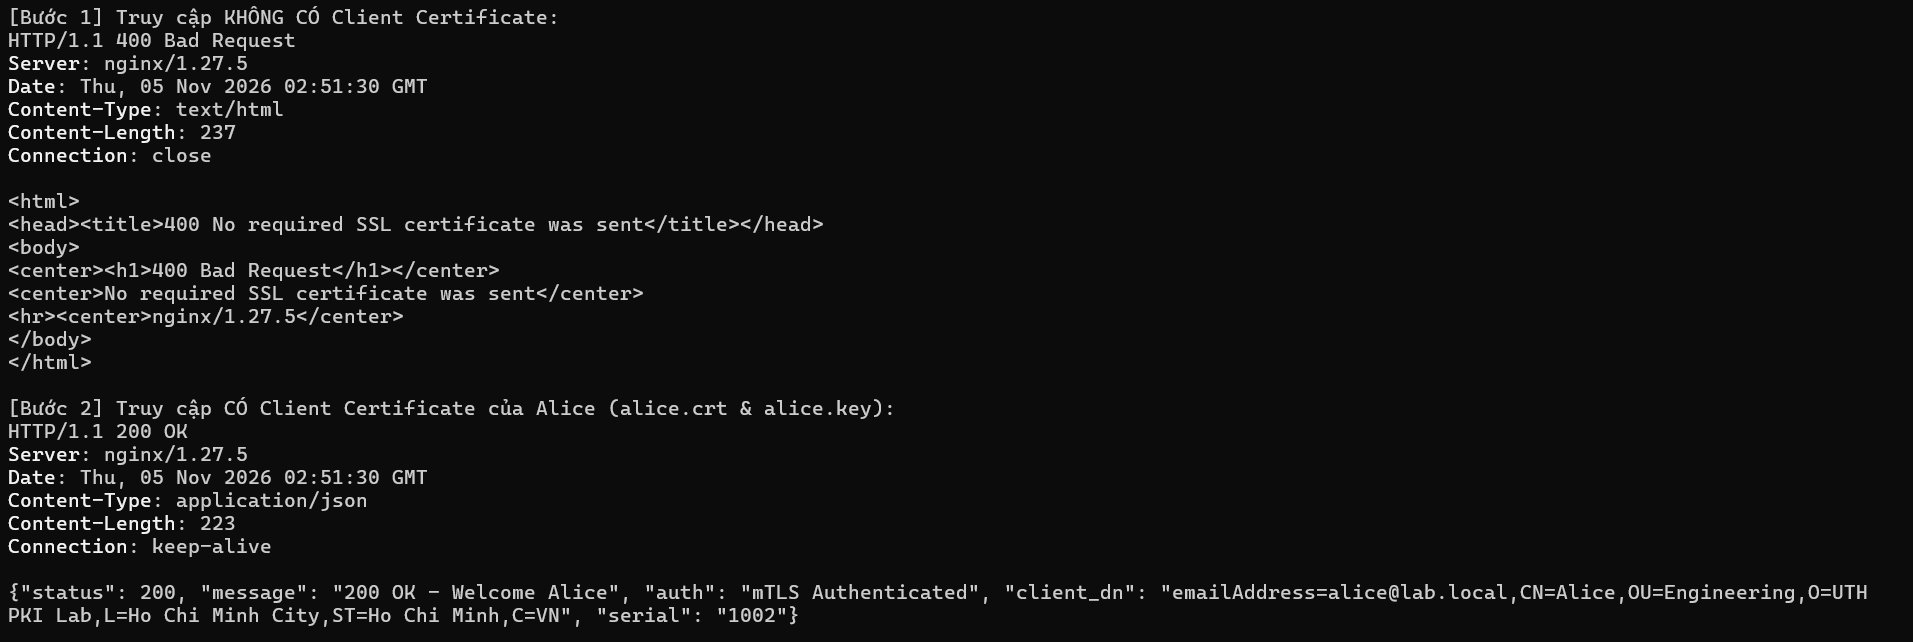 [Bước 1] Truy cập KHÔNG CÓ Client Certificate:
HTTP/1.1 400 Bad Request
Server: nginx/1.27.5
Date: Thu, 05 Nov 2026 02:51:30 GMT
Content-Type: text/html
Content-Length: 237
Connection: close

<html>
<head><title>400 No required SSL certificate was sent</title></head>
<body>
<center><h1>400 Bad Request</h1></center>
<center>No required SSL certificate was sent</center>
<hr><center>nginx/1.27.5</center>
</body>
</html>

[Bước 2] Truy cập CÓ Client Certificate của Alice (alice.crt & alice.key):
HTTP/1.1 200 OK
Server: nginx/1.27.5
Date: Thu, 05 Nov 2026 02:51:30 GMT
Content-Type: application/json
Content-Length: 223
Connection: keep-alive

{"status": 200, "message": "200 OK - Welcome Alice", "auth": "mTLS Authenticated", "client_dn": "emailAddress=alice@lab.local,CN=Alice,OU=Engineering,O=UTH
PKI Lab,L=Ho Chi Minh City,ST=Ho Chi Minh,C=VN", "serial": "1002"}